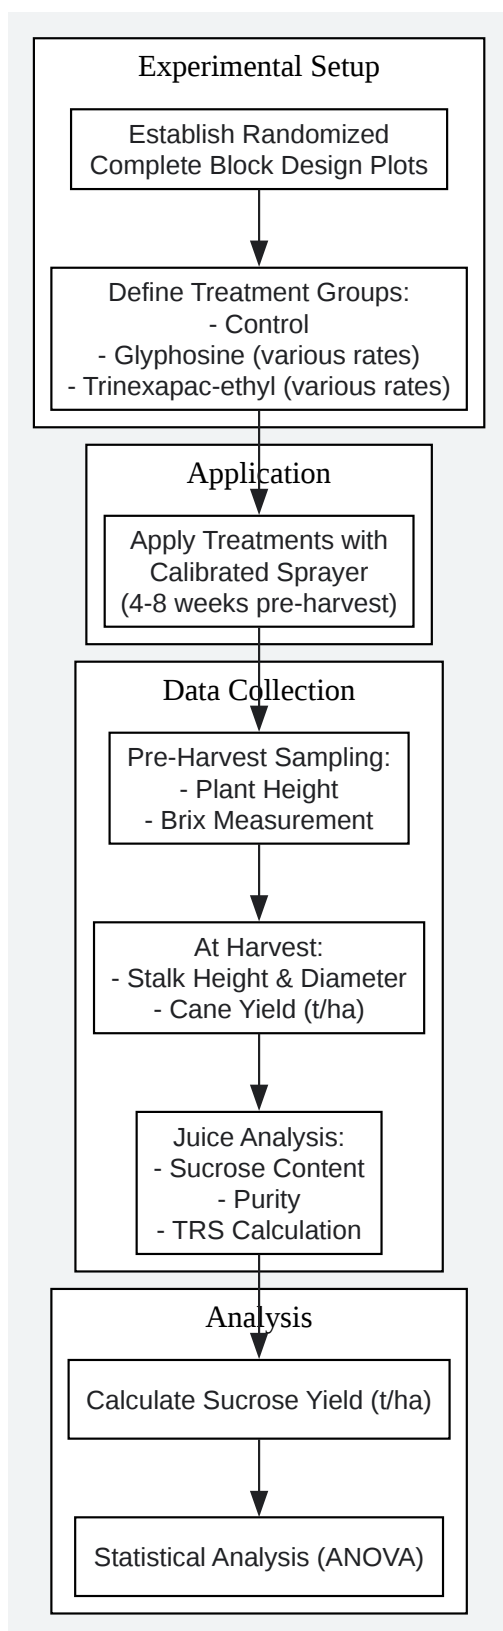 Experimental Setup
Establish Randomized
Complete Block Design Plots
Define Treatment Groups:
- Control
- Glyphosine (various rates)
- Trinexapac-ethyl (various rates)
Application
Apply Treatments with
Calibrated Sprayer
(4-8 weeks pre-harvest)
Data Collection
Pre-Harvest Sampling:
- Plant Height
- Brix Measurement
At Harvest:
- Stalk Height & Diameter
- Cane Yield (t/ha)
Juice Analysis:
- Sucrose Content
- Purity
- TRS Calculation
Analysis
Calculate Sucrose Yield (t/ha)
Statistical Analysis (ANOVA)